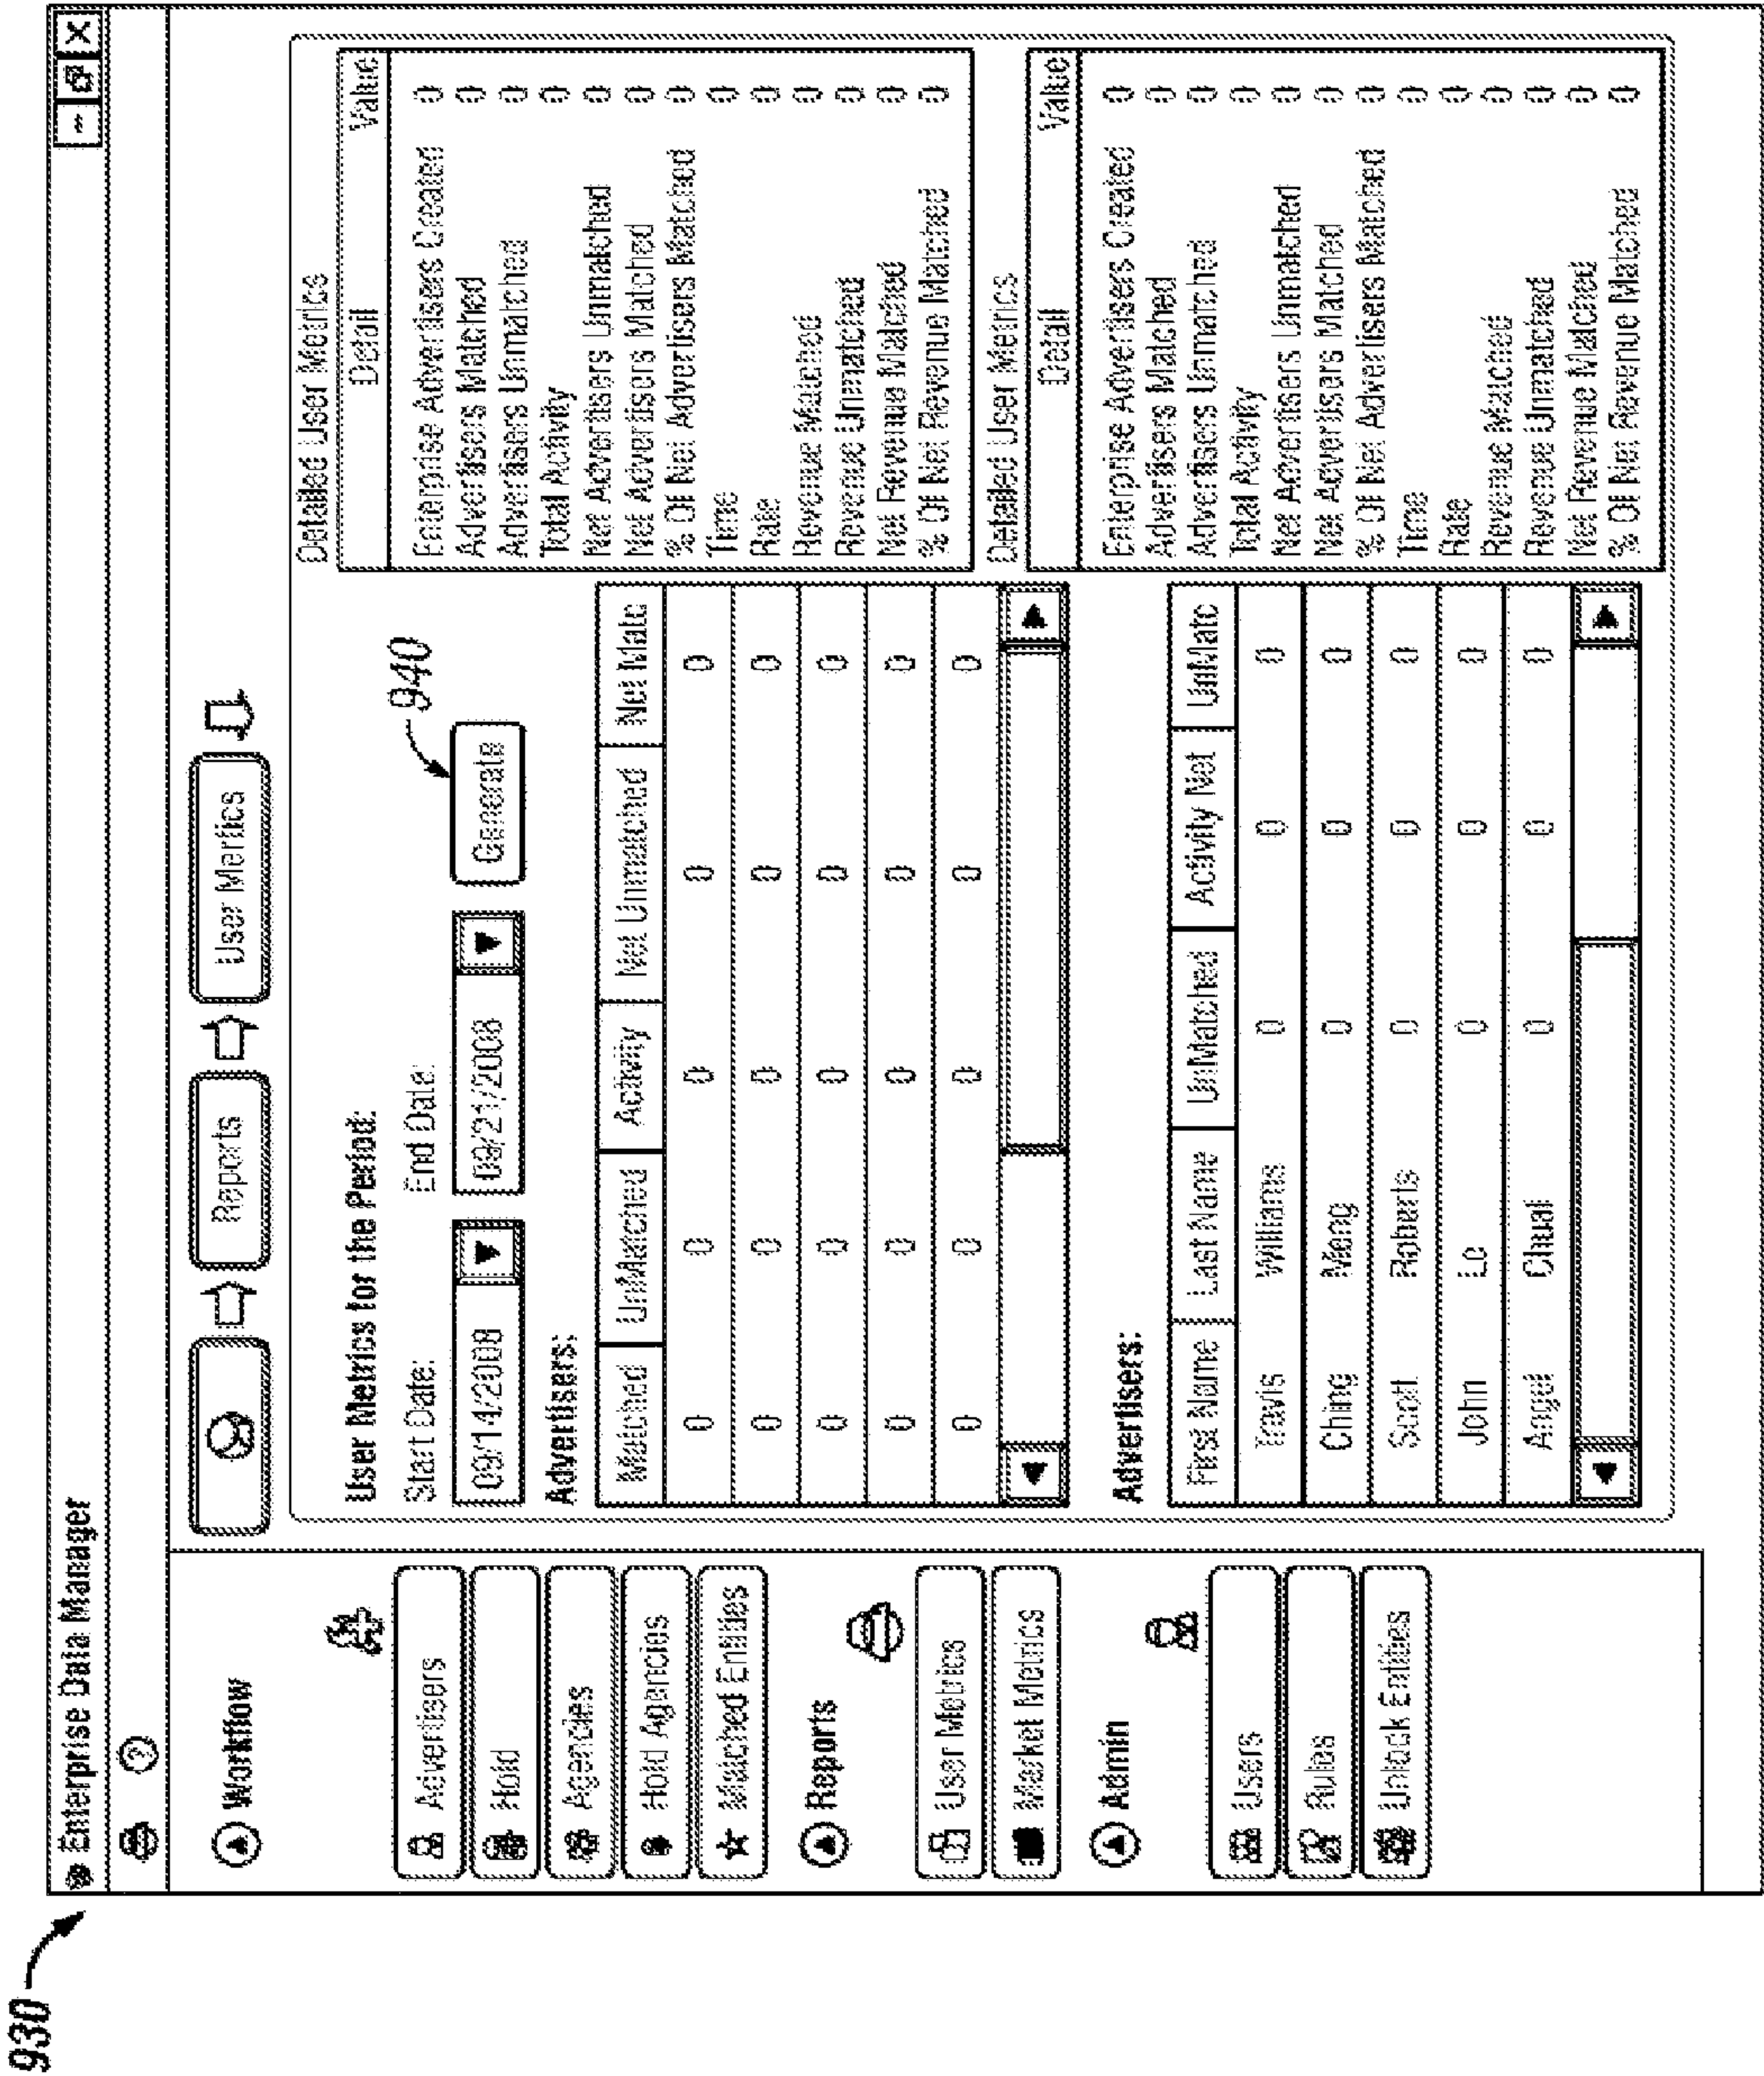 930
Enterprise Data Manager
Workflow
Advertisers
Hold
Agencies
Hold Agencies
Matched Entities
Reports
User Metrics
Market Metrics
Admin
Users
Rules
Unlock Entities
Reports
User Mertics
User Metrics for the Period:
Start Date: End Date:
09/14/2008 09/21/2008 Generate
940
Advertisers:
Matched UnMatched Activity Net Unmatched Net Matc
0 0 0 0 0
0 0 0 0 0
0 0 0 0 0
0 0 0 0 0
0 0 0 0 0
Advertisers:
First Name Last Name UnMatched Activity Net UnMatc
Travis Williams 0 0 0
Ching Meng 0 0 0
Scott Roberts 0 0 0
John Le 0 0 0
Angel Chual 0 0 0
Detailed User Metrics
Detail Value
Enterprise Advertisers Created 0
Advertisers Matched 0
Advertisers Unmatched 0
Total Activity 0
Net Advertisers Unmatched 0
Net Advertisers Matched 0
% Of Net Advertisers Matched 0
Time 0
Rate 0
Revenue Matched 0
Revenue Unmatched 0
Net Revenue Matched 0
% Of Net Revenue Matched 0
Detailed User Metrics
Detail Value
Enterprise Advertisers Created 0
Advertisers Matched 0
Advertisers Unmatched 0
Total Activity 0
Net Advertisers Unmatched 0
Net Advertisers Matched 0
% Of Net Advertisers Matched 0
Time 0
Rate 0
Revenue Matched 0
Revenue Unmatched 0
Net Revenue Matched 0
% Of Net Revenue Matched 0